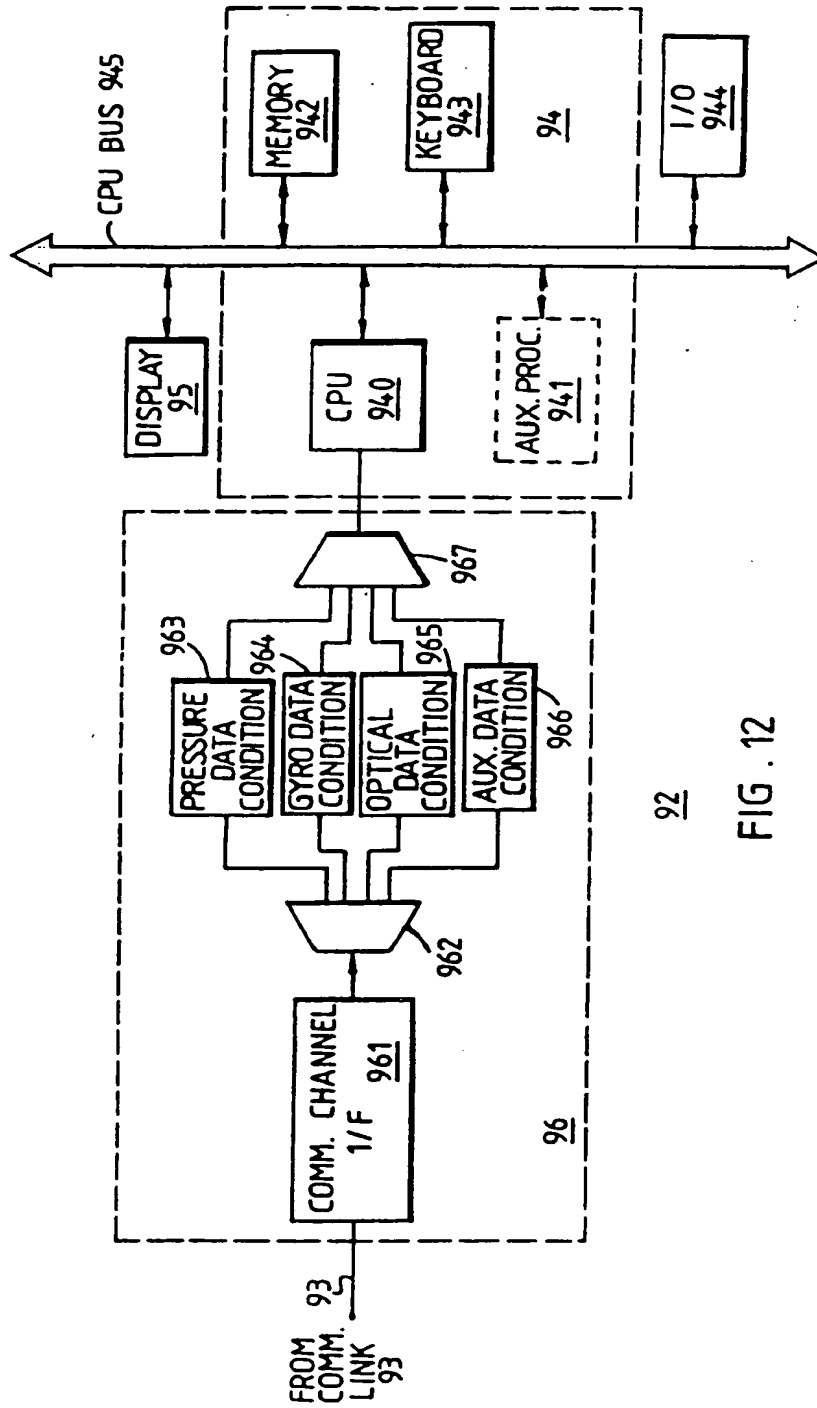 FROM
COMM.
LINK
93
93
COMM. CHANNEL
1/F
961
962
PRESSURE
DATA
CONDITION
963
GYRO DATA
CONDITION
964
OPTICAL
DATA
CONDITION
965
AUX. DATA
CONDITION
966
967
96
DISPLAY
95
CPU BUS 945
CPU
940
AUX. PROC.
941
MEMORY
942
KEYBOARD
943
94
I/O
944
92
FIG. 12